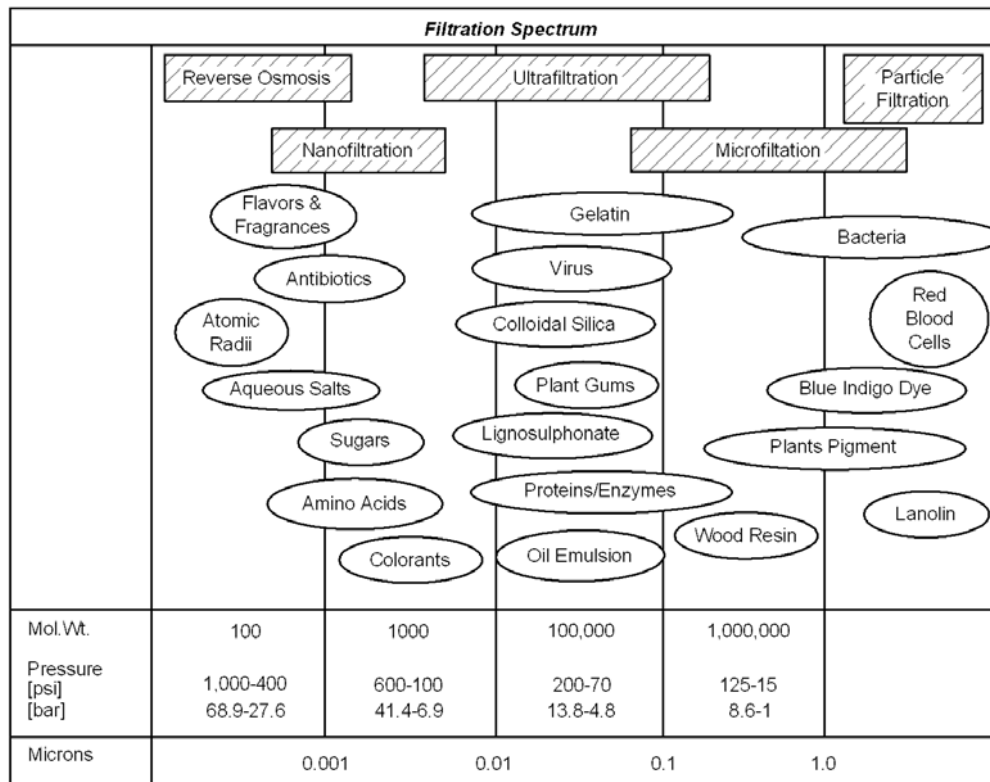 Filtration Spectrum
Reverse Osmosis
Ultrafiltration
Particle
Filtration
Nanofiltration
Microfiltation
Flavors &
Fragrances
Gelatin
Bacteria
Antibiotics
Virus
Atomic
Radii
Colloidal Silica
Red
Blood
Cells
Aqueous Salts
Plant Gums
Blue Indigo Dye
Sugars
Lignosulphonate
Plants Pigment
Amino Acids
Proteins/Enzymes
Lanolin
Colorants
Oil Emulsion
Wood Resin
Mol.Wt. 100 1000 100,000 1,000,000
Pressure
[psi] 1,000-400 600-100 200-70 125-15
[bar] 68.9-27.6 41.4-6.9 13.8-4.8 8.6-1
Microns 0.001 0.01 0.1 1.0